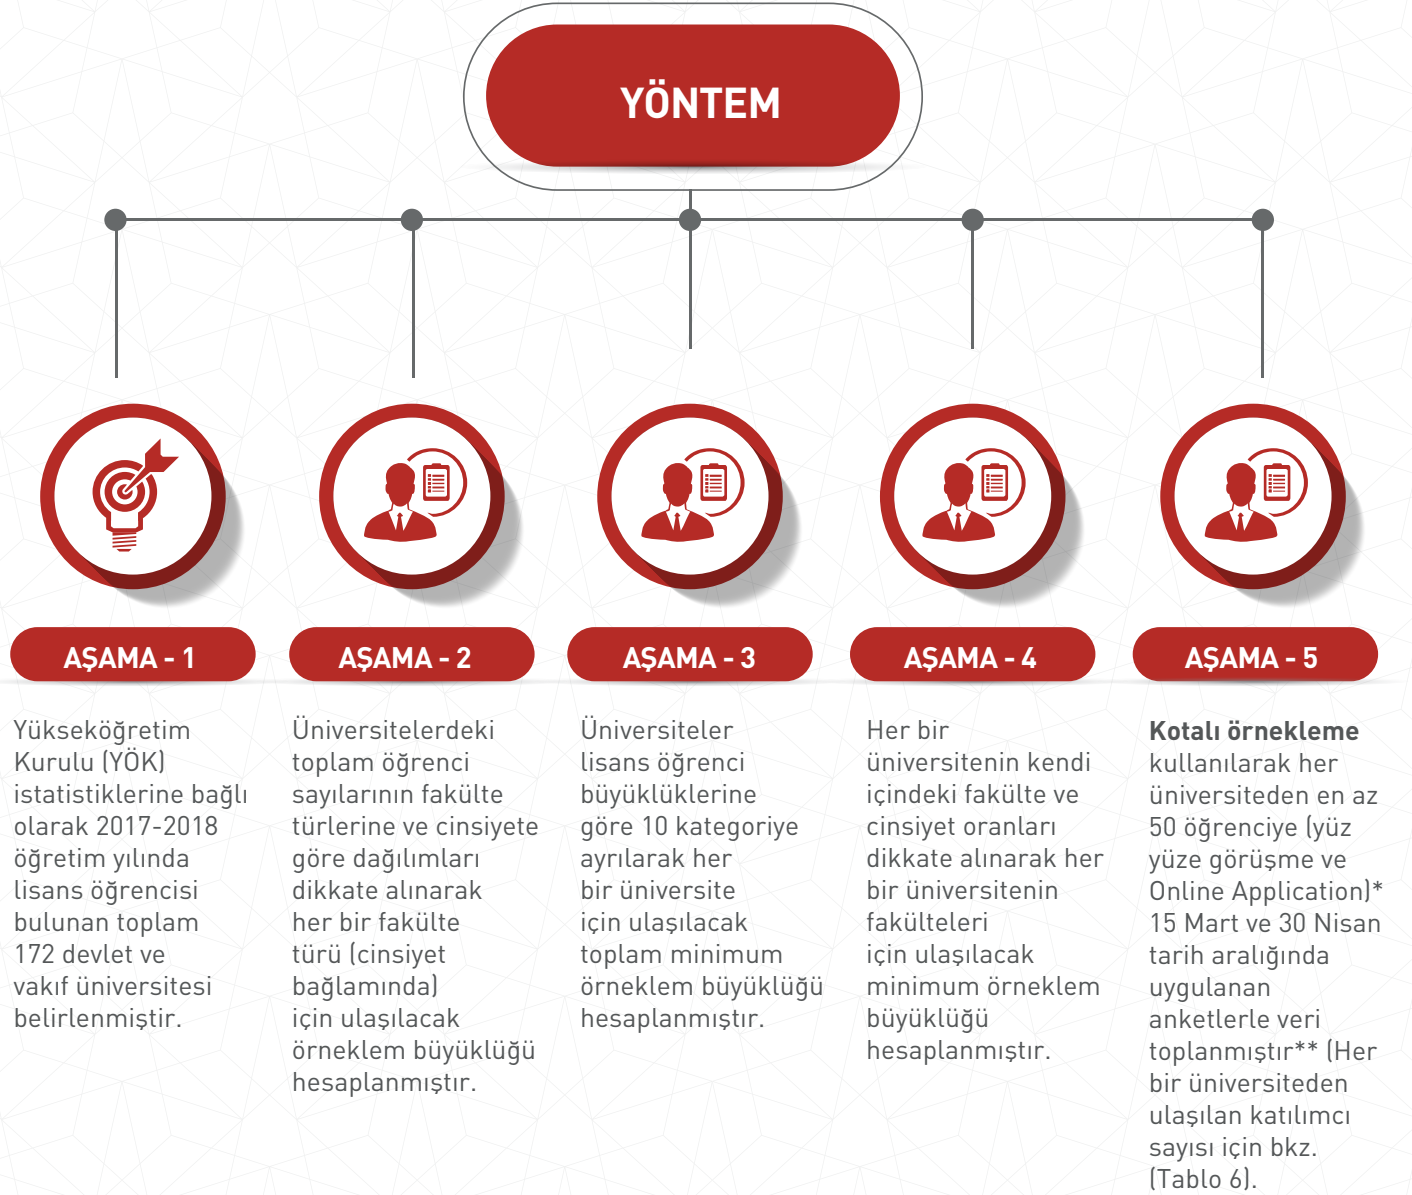 YÖNTEM
AŞAMA - 1
Yükseköğretim
Kurulu (YÖK)
istatistiklerine bağlı
olarak 2017-2018
öğretim yılında
lisans öğrencisi
bulunan toplam
172 devlet ve
vakıf üniversitesi
belirlenmiştir.
AŞAMA - 2
Üniversitelerdeki
toplam öğrenci
sayılarının fakülte
türlerine ve cinsiyete
göre dağılımları
dikkate alınarak
her bir fakülte
türü (cinsiyet
bağlamında)
için ulaşılacak
örneklem büyüklüğü
hesaplanmıştır.
AŞAMA - 3
Üniversiteler
lisans öğrenci
büyüklüklerine
göre 10 kategoriye
ayrılarak her
bir üniversite
için ulaşılacak
toplam minimum
örneklem büyüklüğü
hesaplanmıştır.
AŞAMA - 4
Her bir
üniversitenin kendi
içindeki fakülte ve
cinsiyet oranları
dikkate alınarak her
bir üniversitenin
fakülteleri
için ulaşılacak
minimum örneklem
büyüklüğü
hesaplanmıştır.
AŞAMA - 5
Kotalı örnekleme
kullanılarak her
üniversiteden en az
50 öğrenciye (yüz
yüze görüşme ve
Online Application)*
15 Mart ve 30 Nisan
tarih aralığında
uygulanan
anketlerle veri
toplanmıştır** (Her
bir üniversiteden
ulaşılan katılımcı
sayısı için bkz.
(Tablo 6).